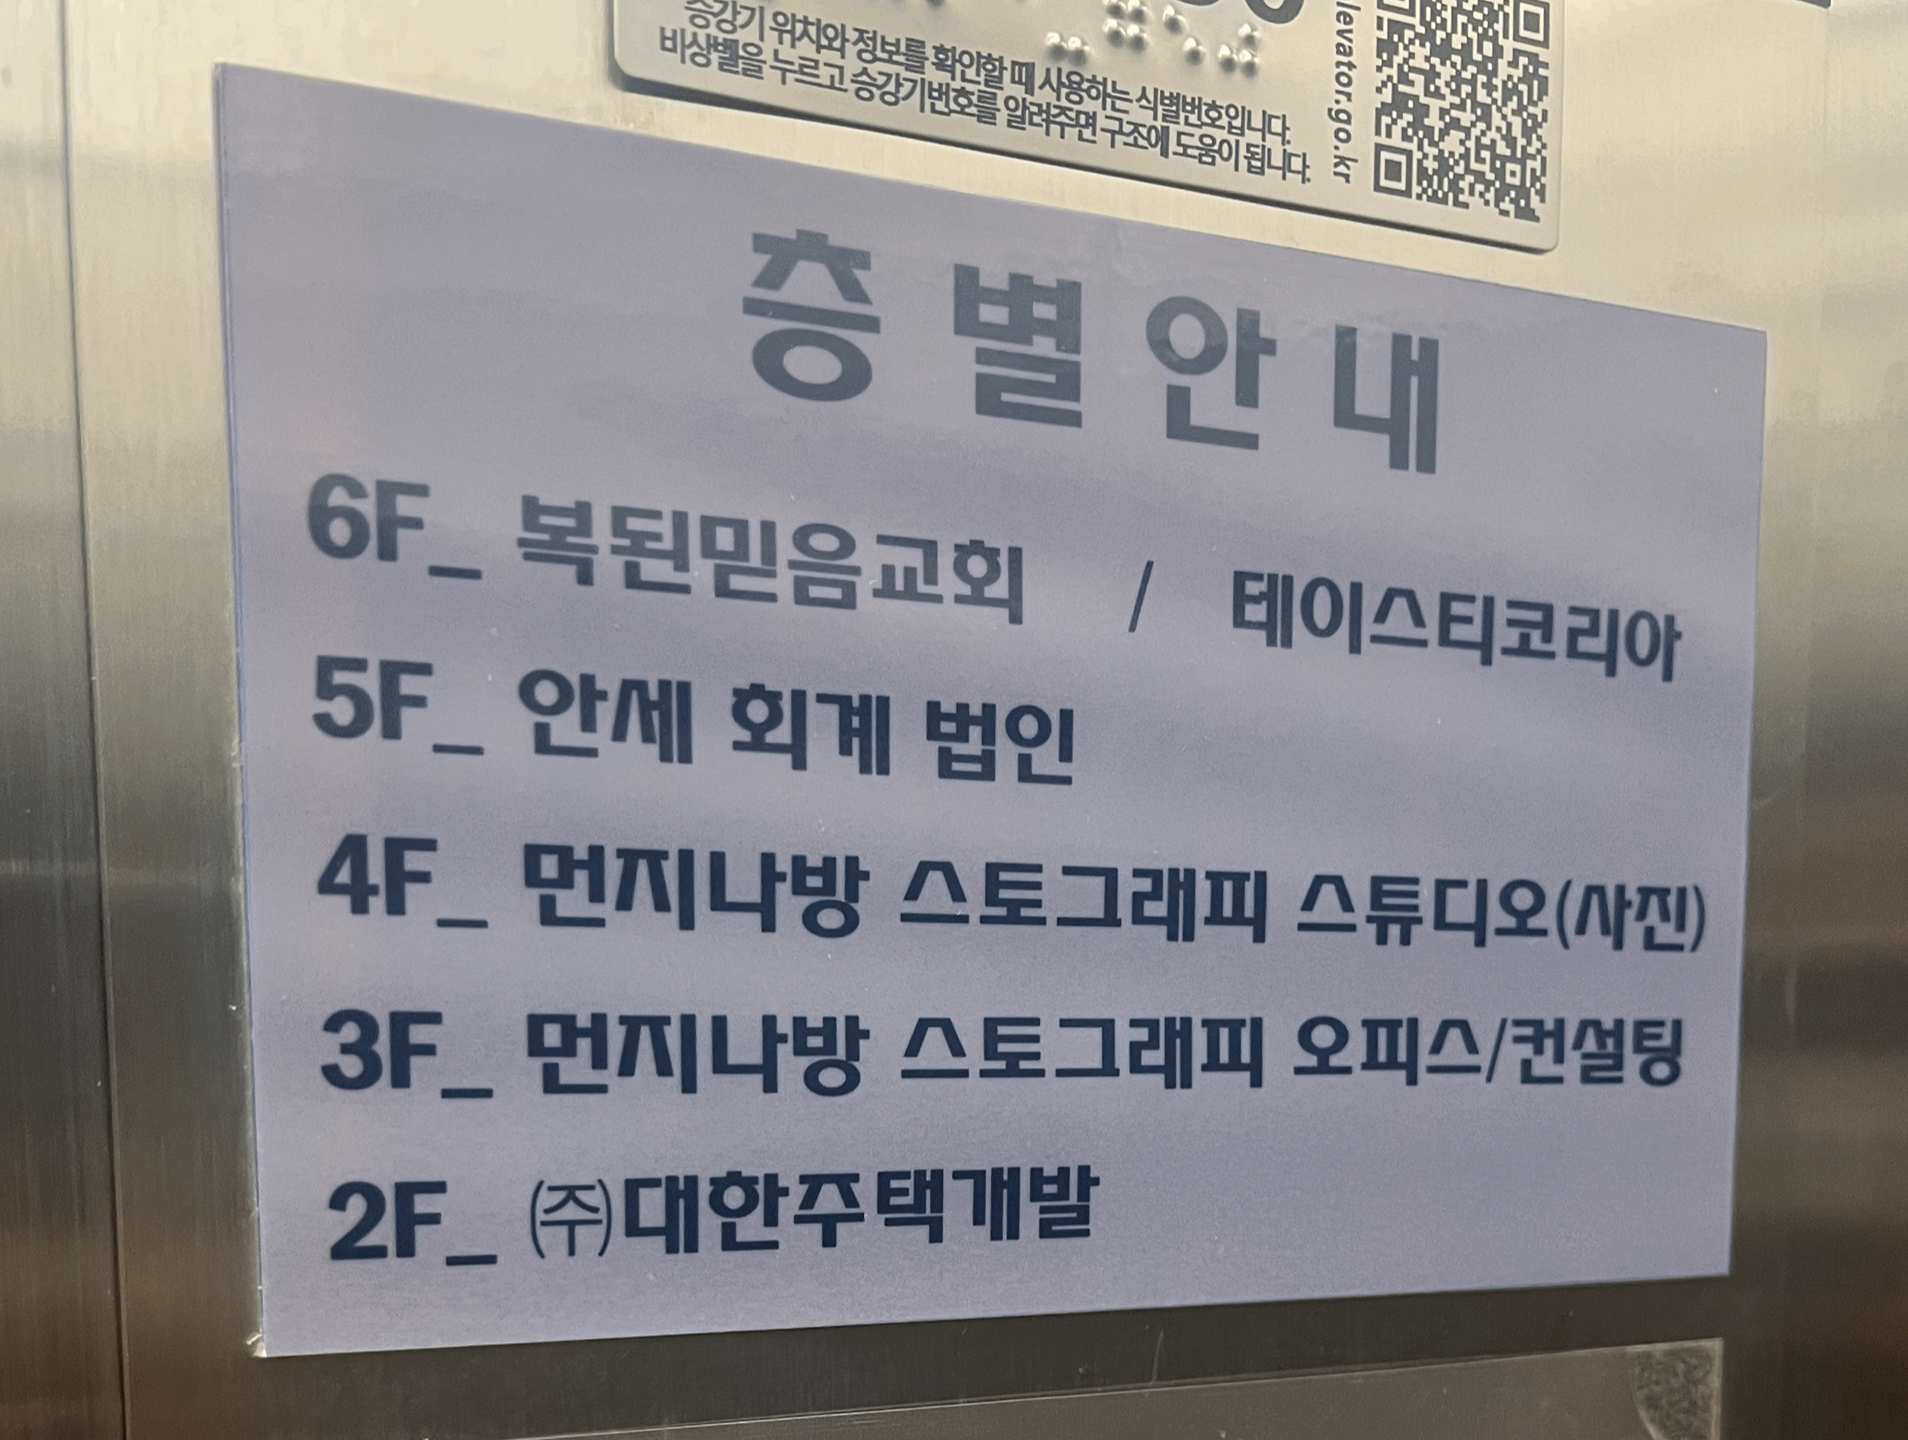 승강기 위치와 정보를 확인할 때 사용하는 식별번호입니다.
비상벨을 누르고 승강기번호를 알려주면 구조에 도움이 됩니다.
levator.go.kr
층별안내
6F_ 복된믿음교회 / 테이스티코리아
5F_ 안세 회계 법인
4F_ 먼지나방 스토그래피 스튜디오(사진)
3F_ 먼지나방 스토그래피 오피스/컨설팅
2F_ ㈜대한주택개발